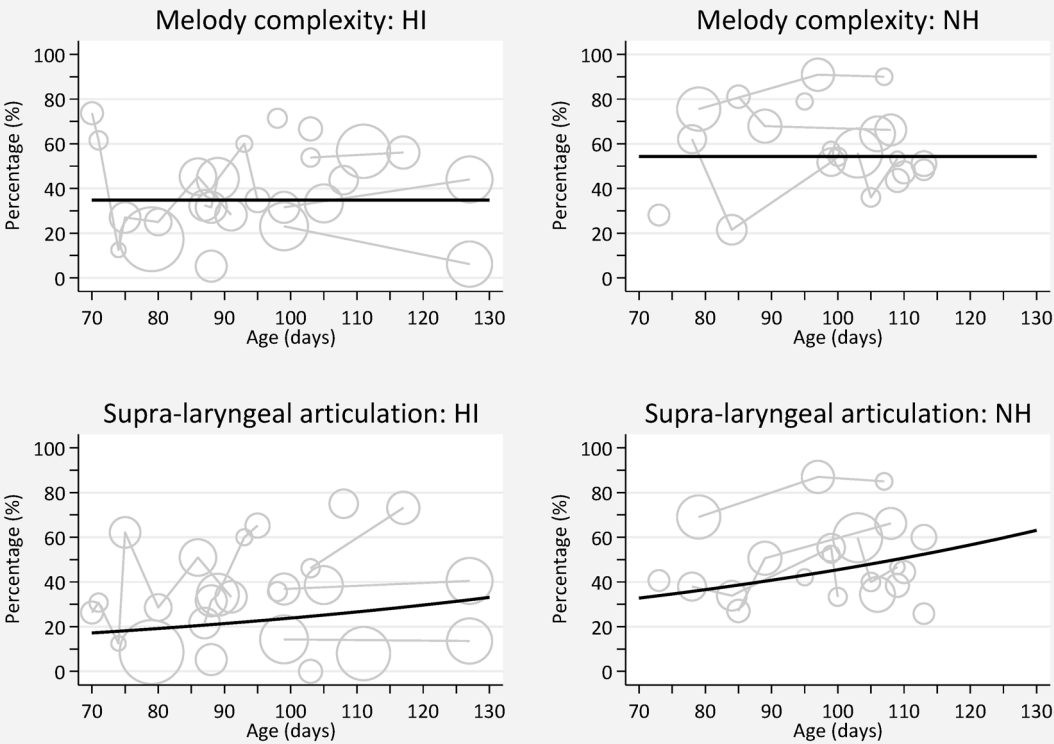 Melody complexity: HI
Percentage (%)
100
80
60
40
20
0
70 80 90 100 110 120 130
Age (days)
Melody complexity: NH
Percentage (%)
100
80
60
40
20
0
70 80 90 100 110 120 130
Age (days)
Supra-laryngeal articulation: HI
Percentage (%)
100
80
60
40
20
0
70 80 90 100 110 120 130
Age (days)
Supra-laryngeal articulation: NH
Percentage (%)
100
80
60
40
20
0
70 80 90 100 110 120 130
Age (days)